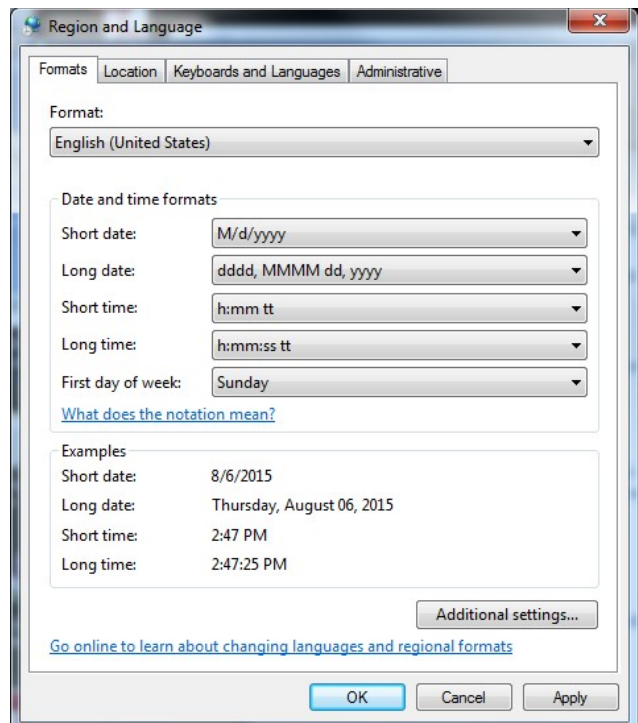 Region and Language
Formats Location Keyboards and Languages Administrative
Format:
English (United States)
Date and time formats
Short date: M/d/yyyy
Long date: dddd, MMMM dd, yyyy
Short time: h:mm tt
Long time: h:mm:ss tt
First day of week: Sunday
What does the notation mean?
Examples
Short date: 8/6/2015
Long date: Thursday, August 06, 2015
Short time: 2:47 PM
Long time: 2:47:25 PM
Additional settings...
Go online to learn about changing languages and regional formats
OK Cancel Apply